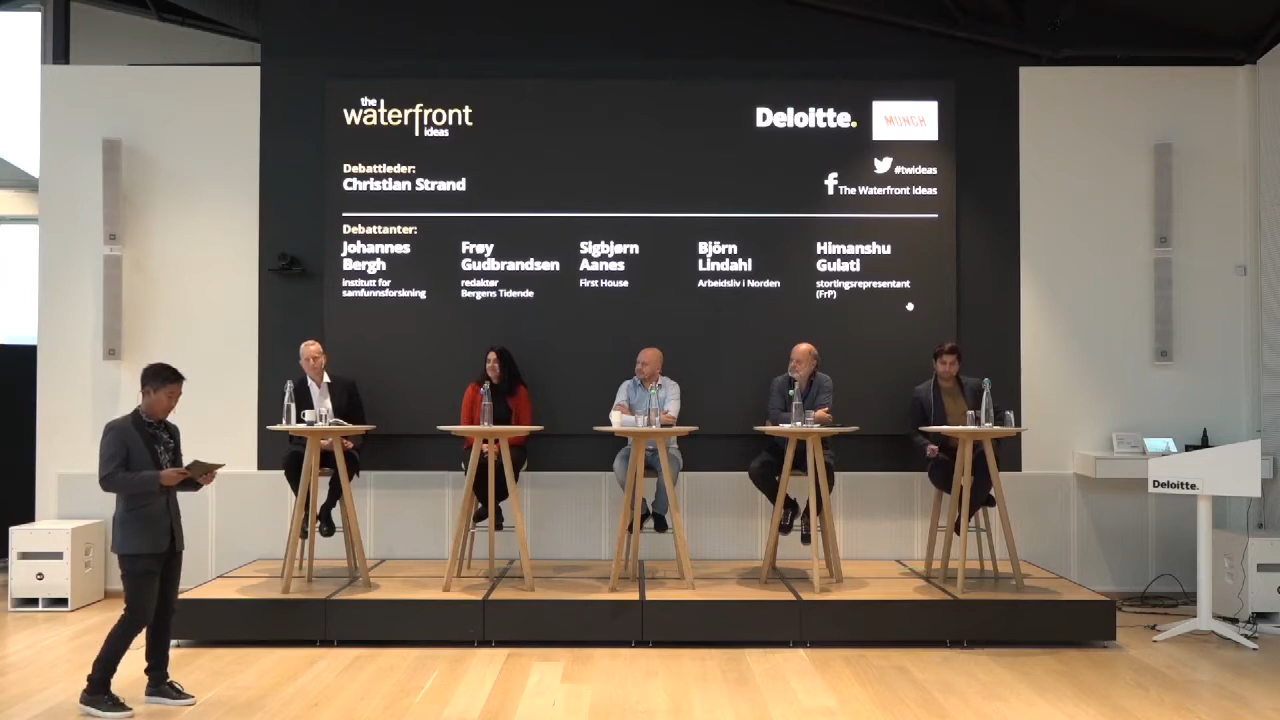 the
waterfront
ideas
Deloitte.
MUNCH
#twideas
The Waterfront Ideas
Debattleder:
Christian Strand
Debattanter:
Johannes
Bergh
institutt for
samfunnsforskning
Frøy
Gudbrandsen
redaktør
Bergens Tidende
Sigbjørn
Aanes
First House
Björn
Lindahl
Arbeidsliv i Norden
Himanshu
Gulati
stortingsrepresentant
(FrP)
Deloitte.